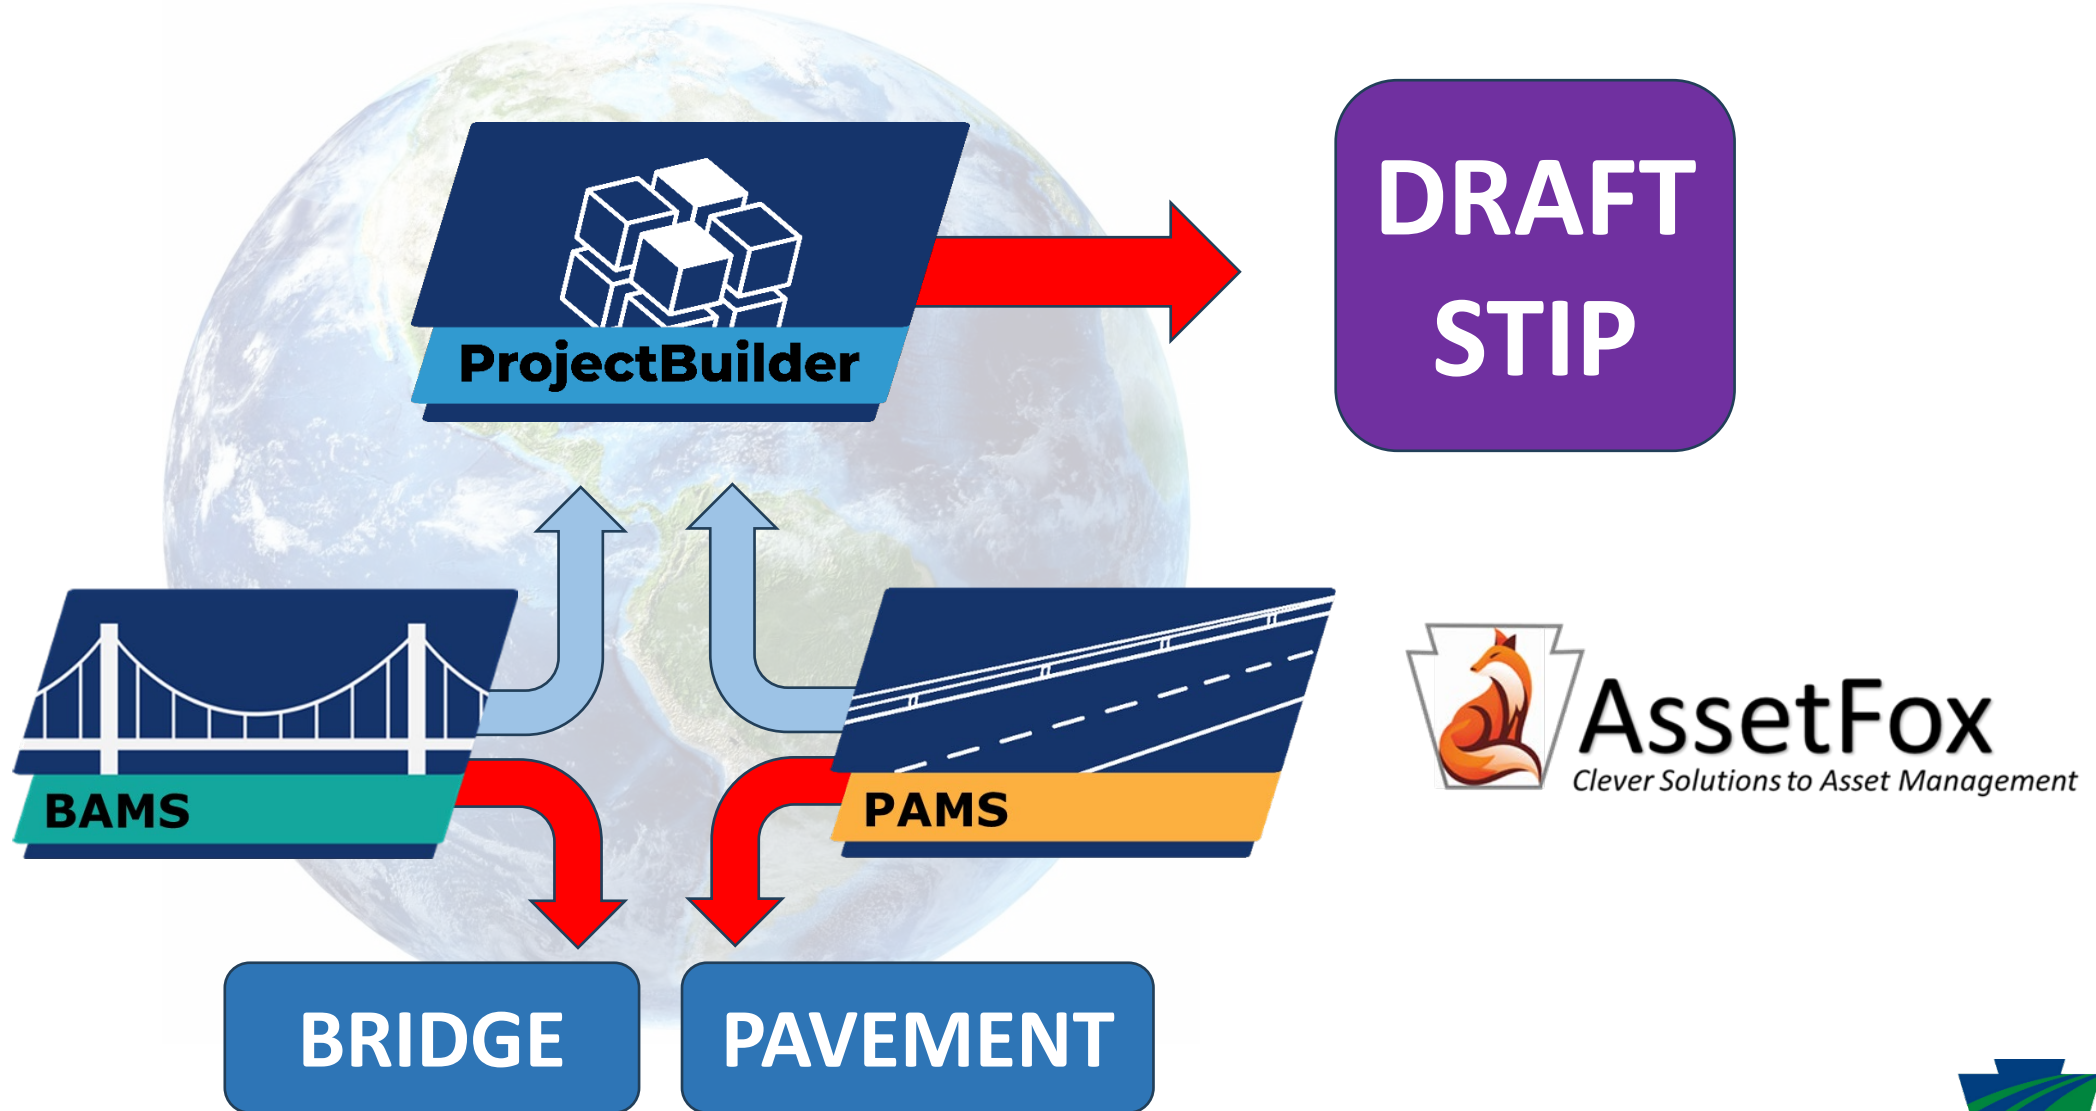 DRAFT
STIP
ProjectBuilder
BAMS
PAMS
AssetFox
Clever Solutions to Asset Management
BRIDGE
PAVEMENT